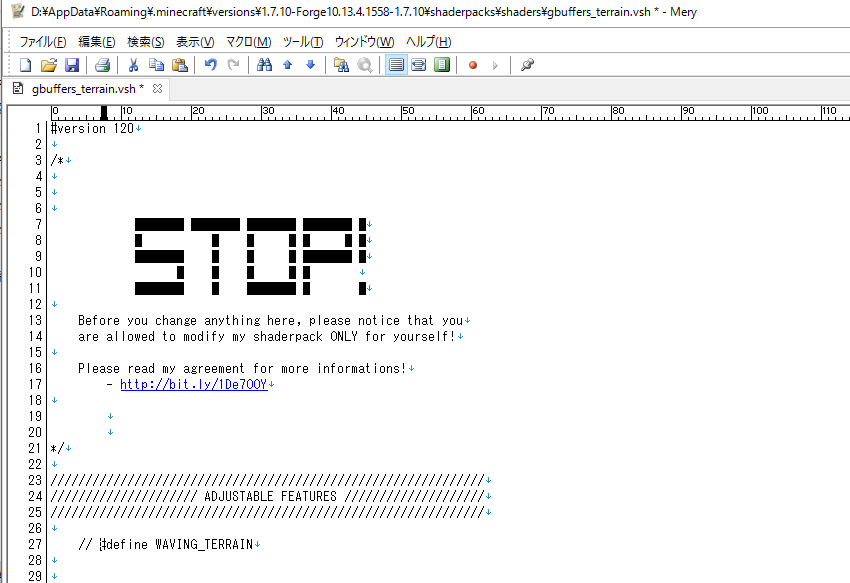 D:¥AppData¥Roaming¥.minecraft¥versions¥1.7.10-Forge10.13.4.1558-1.7.10¥shaderpacks¥shaders¥gbuffers_terrain.vsh * - Mery
ファイル(F) 編集(E) 検索(S) 表示(V) マクロ(M) ツール(T) ウィンドウ(W) ヘルプ(H)
gbuffers_terrain.vsh *
0 10 20 30 40 50 60 70 80 90 100 110
1 #version 120
2
3 /*
4
5
6
7
8
9 STOP!
10
11
12
13 Before you change anything here, please notice that you
14 are allowed to modify my shaderpack ONLY for yourself!
15
16 Please read my agreement for more informations!
17 - http://bit.ly/1De7OOY
18
19
20
21 */
22
23 //////////////////////////////////////////////////////////////
24 ///////////////////// ADJUSTABLE FEATURES ////////////////////
25 //////////////////////////////////////////////////////////////
26
27 // #define WAVING_TERRAIN
28
29